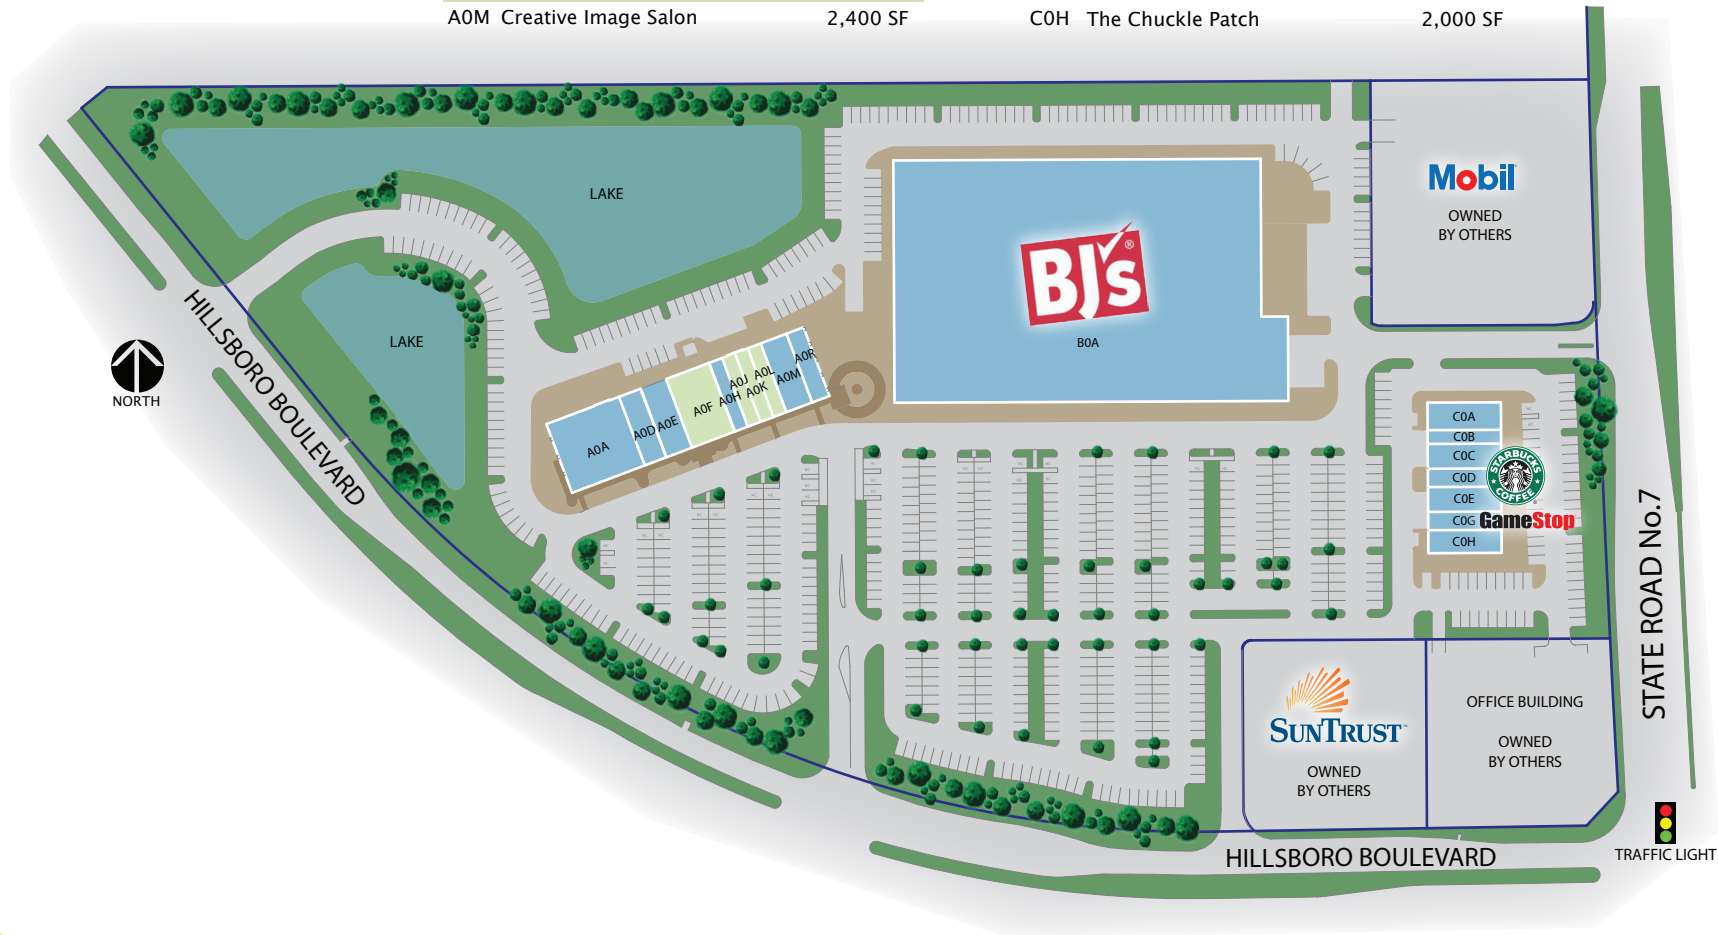 A0M Creative Image Salon 2,400 SF C0H The Chuckle Patch 2,000 SF
Mobil
OWNED
BY OTHERS
LAKE
BJ's®
B0A
LAKE
HILLSBORO BOULEVARD
NORTH
A0A
A0D
A0E
A0F
A0H
A0J
A0K
A0L
A0M
A0R
C0A
C0B
C0C
C0D
C0E
C0G
C0H
STARBUCKS
COFFEE
GameStop
STATE ROAD No.7
SUNTRUST
OWNED
BY OTHERS
OFFICE BUILDING
OWNED
BY OTHERS
TRAFFIC LIGHT
HILLSBORO BOULEVARD